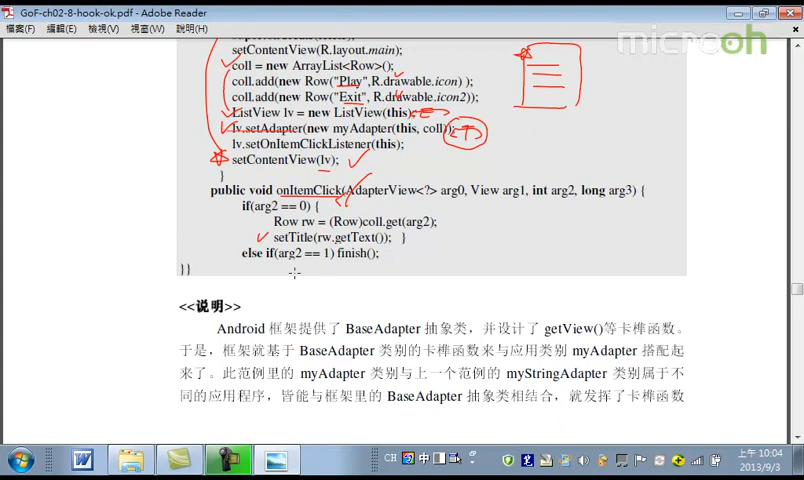 GoF-ch02-8-hook-ok.pdf - Adobe Reader
檔案(F) 編輯(E) 檢視(V) 視窗(W) 說明(H)
microoh
setContentView(R.layout.main);
coll = new ArrayList<Row>();
coll.add(new Row("Play",R.drawable.icon) );
coll.add(new Row("Exit", R.drawable.icon2));
ListView lv = new ListView(this);
lv.setAdapter(new myAdapter(this, coll));
lv.setOnItemClickListener(this);
setContentView(lv);
}
public void onItemClick(AdapterView<?> arg0, View arg1, int arg2, long arg3) {
if(arg2 == 0) {
Row rw = (Row)coll.get(arg2);
setTitle(rw.getText()); }
else if(arg2 == 1) finish();
}}
<<说明>>
Android 框架提供了 BaseAdapter 抽象类，并设计了 getView()等卡榫函数。
于是，框架就基于 BaseAdapter 类别的卡榫函数来与应用类别 myAdapter 搭配起
来了。此范例里的 myAdapter 类别与上一个范例的 myStringAdapter 类别属于不
同的应用程序，皆能与框架里的 BaseAdapter 抽象类相结合，就发挥了卡榫函数
CH 中
上午 10:04
2013/9/3